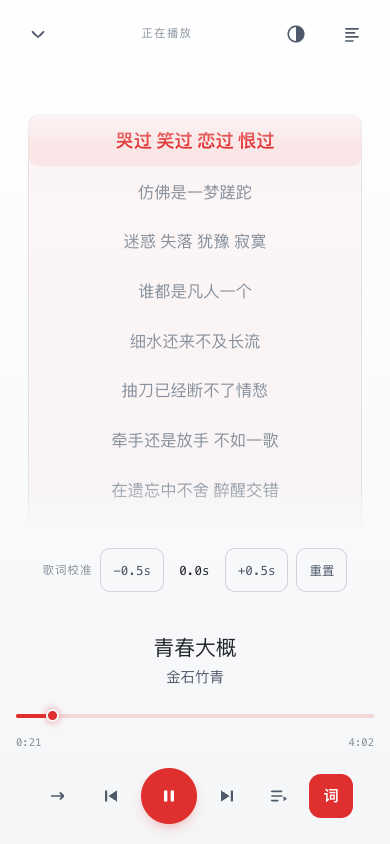 正在播放
哭过 笑过 恋过 恨过
仿佛是一梦蹉跎
迷惑 失落 犹豫 寂寞
谁都是凡人一个
细水还来不及长流
抽刀已经断不了情愁
牵手还是放手 不如一歌
在遗忘中不舍 醉醒交错
歌词校准 −0.5s 0.0s +0.5s 重置
青春大概
金石竹青
0:21 4:02
词